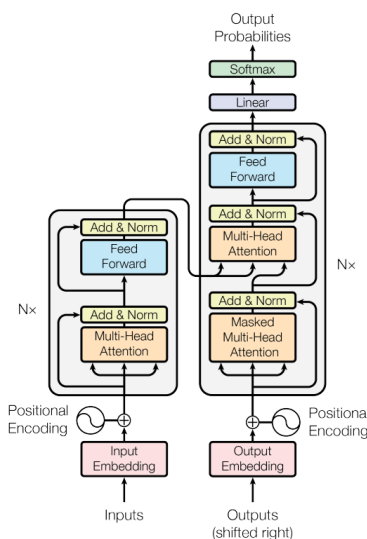 Output
Probabilities
Softmax
Linear
Add & Norm
Feed
Forward
Add & Norm
Multi-Head
Attention
Add & Norm
Masked
Multi-Head
Attention
Nx
Add & Norm
Feed
Forward
Add & Norm
Multi-Head
Attention
Nx
Positional
Encoding
Input
Embedding
Inputs
Positional
Encoding
Output
Embedding
Outputs
(shifted right)